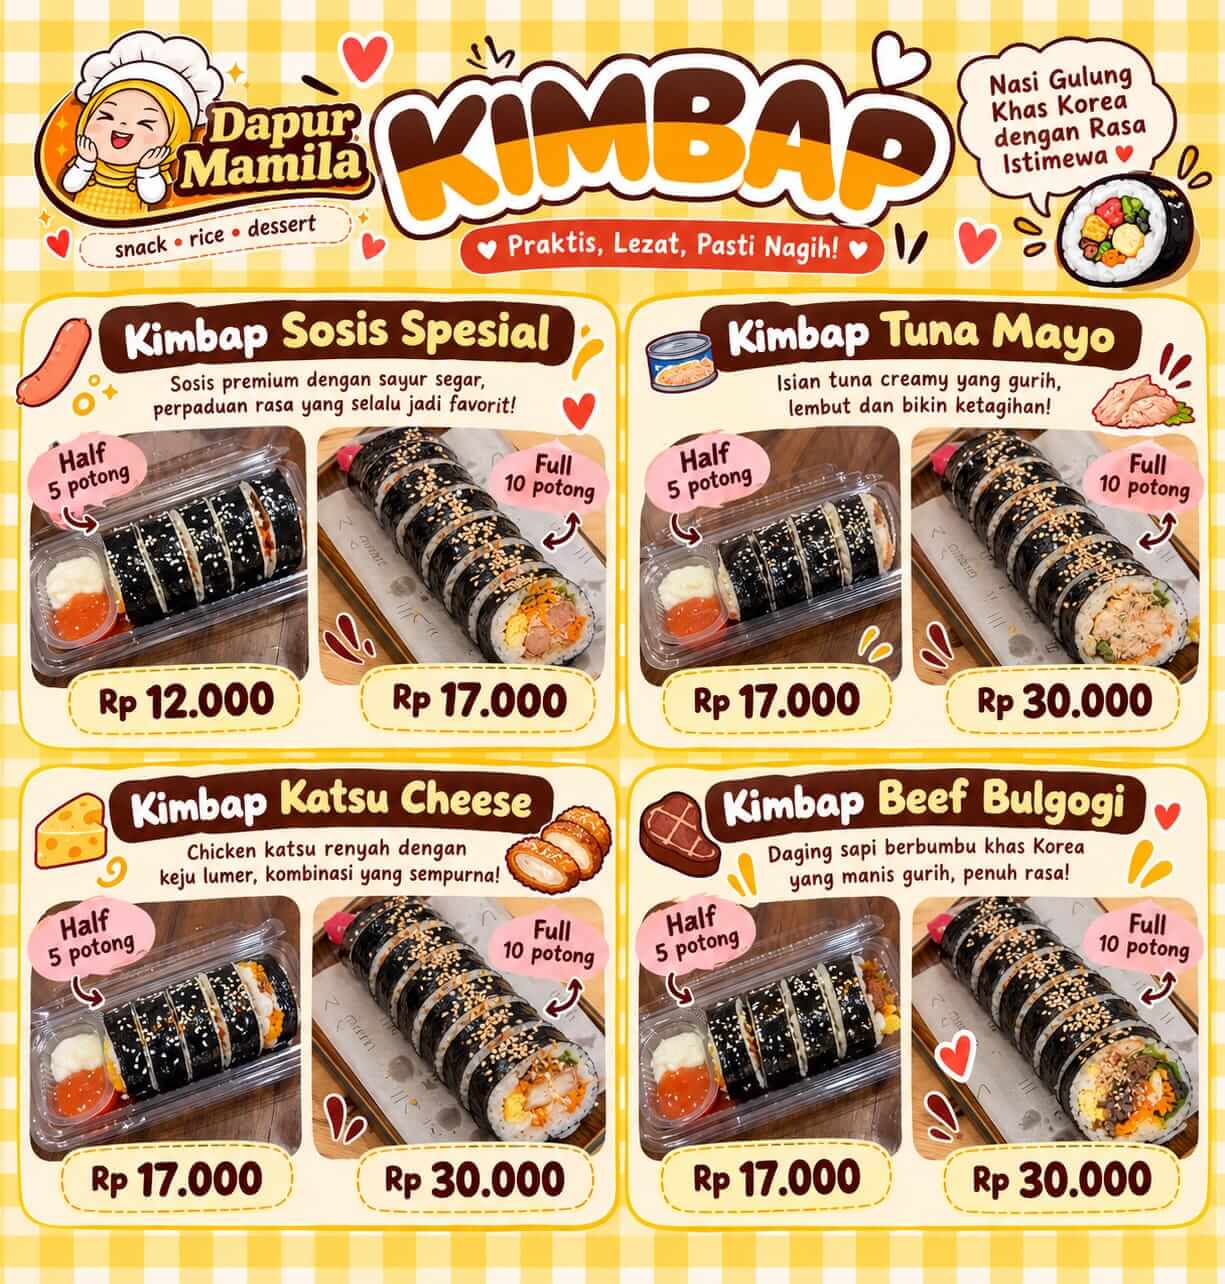 Dapur
Mamila
snack • rice • dessert
KIMBAP
Praktis, Lezat, Pasti Nagih!
Nasi Gulung
Khas Korea
dengan Rasa
Istimewa
Kimbap Sosis Spesial
Sosis premium dengan sayur segar,
perpaduan rasa yang selalu jadi favorit!
Half
5 potong
Full
10 potong
Rp 12.000
Rp 17.000
Kimbap Tuna Mayo
Isian tuna creamy yang gurih,
lembut dan bikin ketagihan!
Half
5 potong
Full
10 potong
Rp 17.000
Rp 30.000
Kimbap Katsu Cheese
Chicken katsu renyah dengan
keju lumer, kombinasi yang sempurna!
Half
5 potong
Full
10 potong
Rp 17.000
Rp 30.000
Kimbap Beef Bulgogi
Daging sapi berbumbu khas Korea
yang manis gurih, penuh rasa!
Half
5 potong
Full
10 potong
Rp 17.000
Rp 30.000